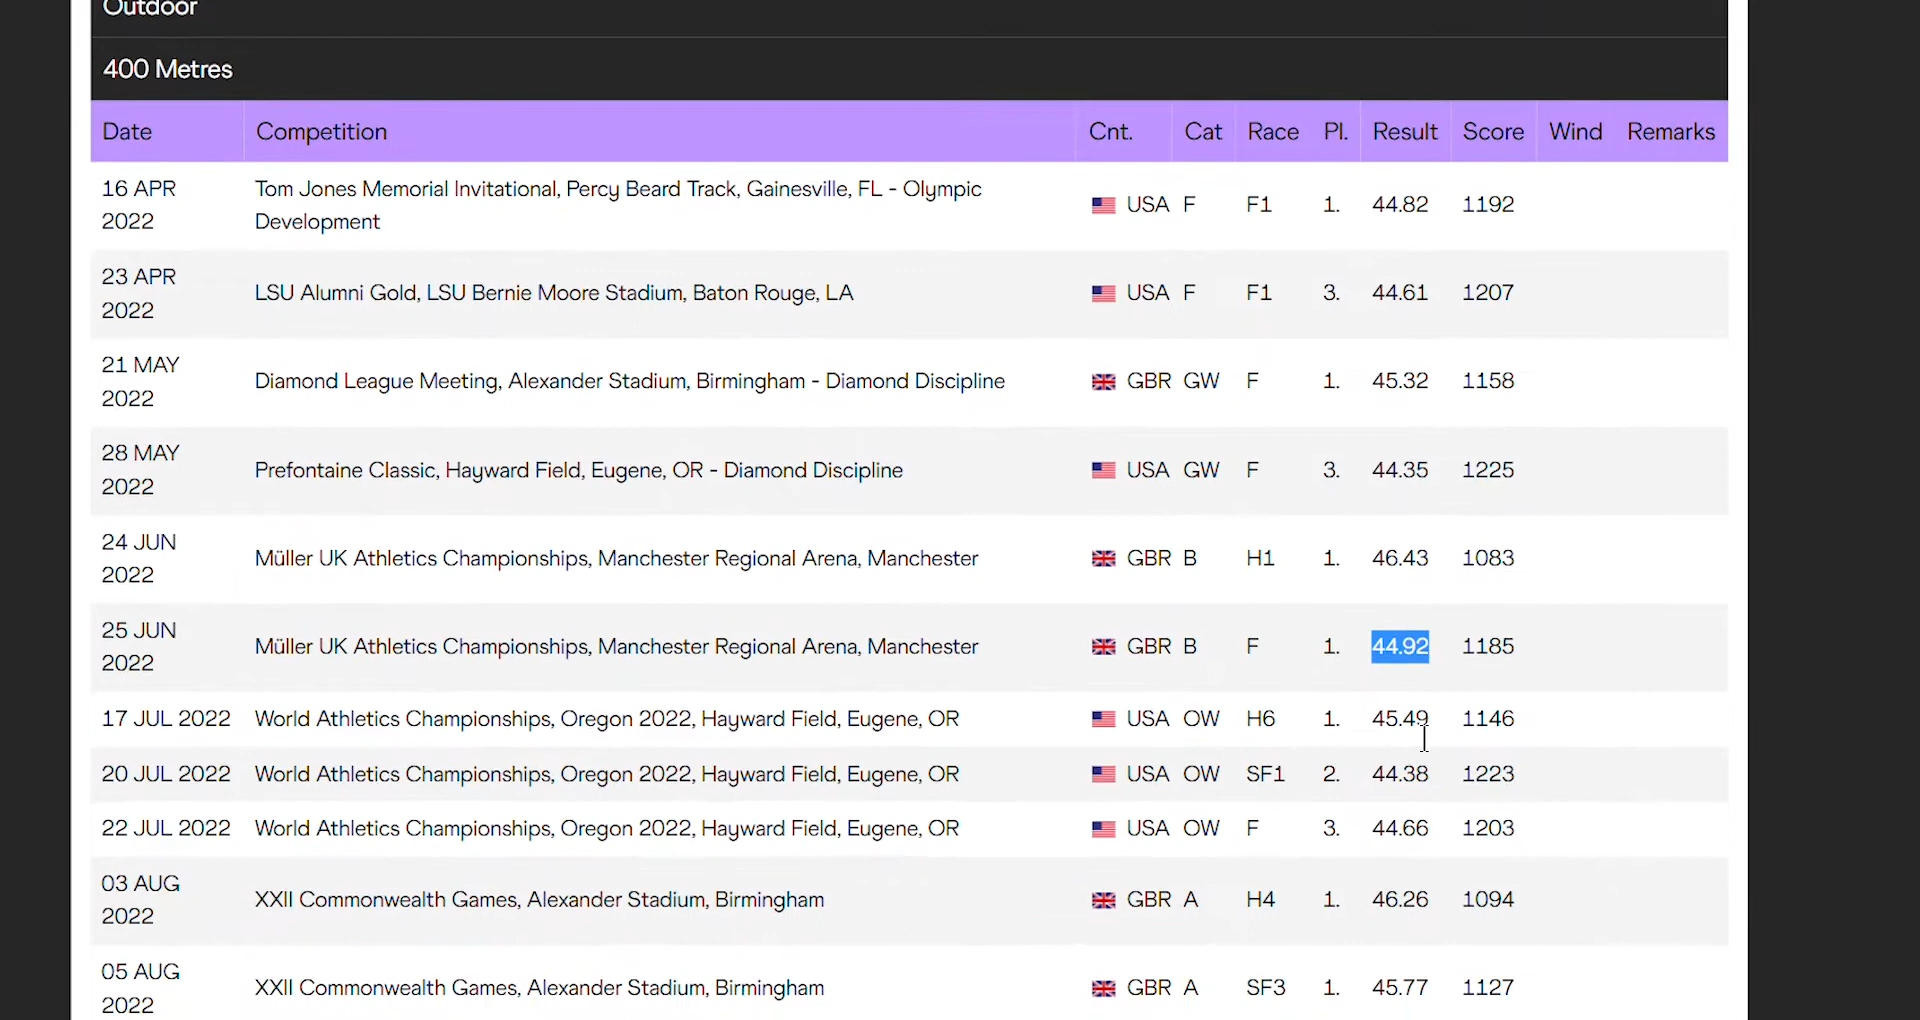 Outdoor
400 Metres
Date Competition Cnt. Cat Race Pl. Result Score Wind Remarks
16 APR 2022 Tom Jones Memorial Invitational, Percy Beard Track, Gainesville, FL - Olympic Development USA F F1 1. 44.82 1192
23 APR 2022 LSU Alumni Gold, LSU Bernie Moore Stadium, Baton Rouge, LA USA F F1 3. 44.61 1207
21 MAY 2022 Diamond League Meeting, Alexander Stadium, Birmingham - Diamond Discipline GBR GW F 1. 45.32 1158
28 MAY 2022 Prefontaine Classic, Hayward Field, Eugene, OR - Diamond Discipline USA GW F 3. 44.35 1225
24 JUN 2022 Müller UK Athletics Championships, Manchester Regional Arena, Manchester GBR B H1 1. 46.43 1083
25 JUN 2022 Müller UK Athletics Championships, Manchester Regional Arena, Manchester GBR B F 1. 44.92 1185
17 JUL 2022 World Athletics Championships, Oregon 2022, Hayward Field, Eugene, OR USA OW H6 1. 45.49 1146
20 JUL 2022 World Athletics Championships, Oregon 2022, Hayward Field, Eugene, OR USA OW SF1 2. 44.38 1223
22 JUL 2022 World Athletics Championships, Oregon 2022, Hayward Field, Eugene, OR USA OW F 3. 44.66 1203
03 AUG 2022 XXII Commonwealth Games, Alexander Stadium, Birmingham GBR A H4 1. 46.26 1094
05 AUG 2022 XXII Commonwealth Games, Alexander Stadium, Birmingham GBR A SF3 1. 45.77 1127